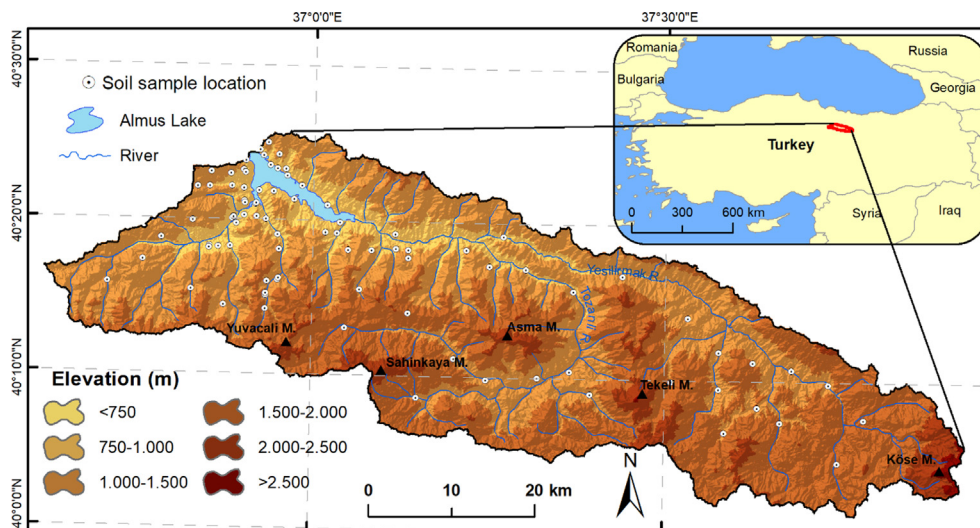 37°0'0"E
37°30'0"E
40°30'0"N
40°20'0"N
40°10'0"N
40°0'0"N
Soil sample location
Almus Lake
River
Romania
Bulgaria
Russia
Georgia
Turkey
Syria
Iraq
0 300 600 km
Yesilirmak R.
Tozanli R.
Yuvacali M.
Sahinkaya M.
Asma M.
Tekeli M.
Köse M.
Elevation (m)
<750
750-1.000
1.000-1.500
1.500-2.000
2.000-2.500
>2.500
0 10 20 km
N